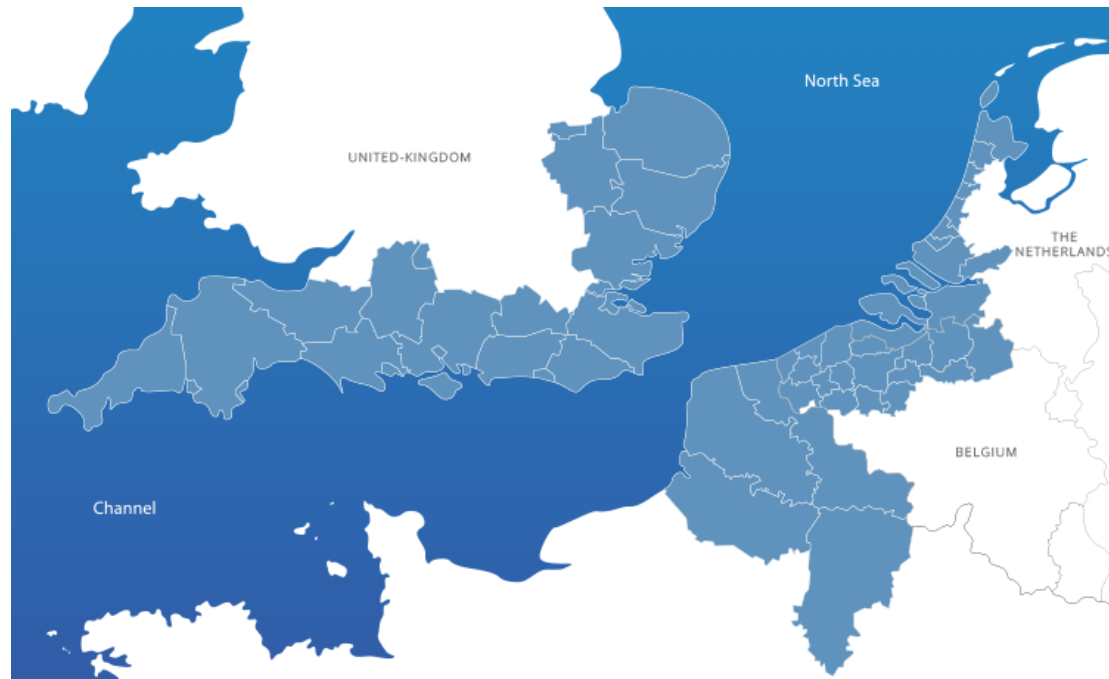 North Sea
UNITED-KINGDOM
THE
NETHERLANDS
BELGIUM
Channel